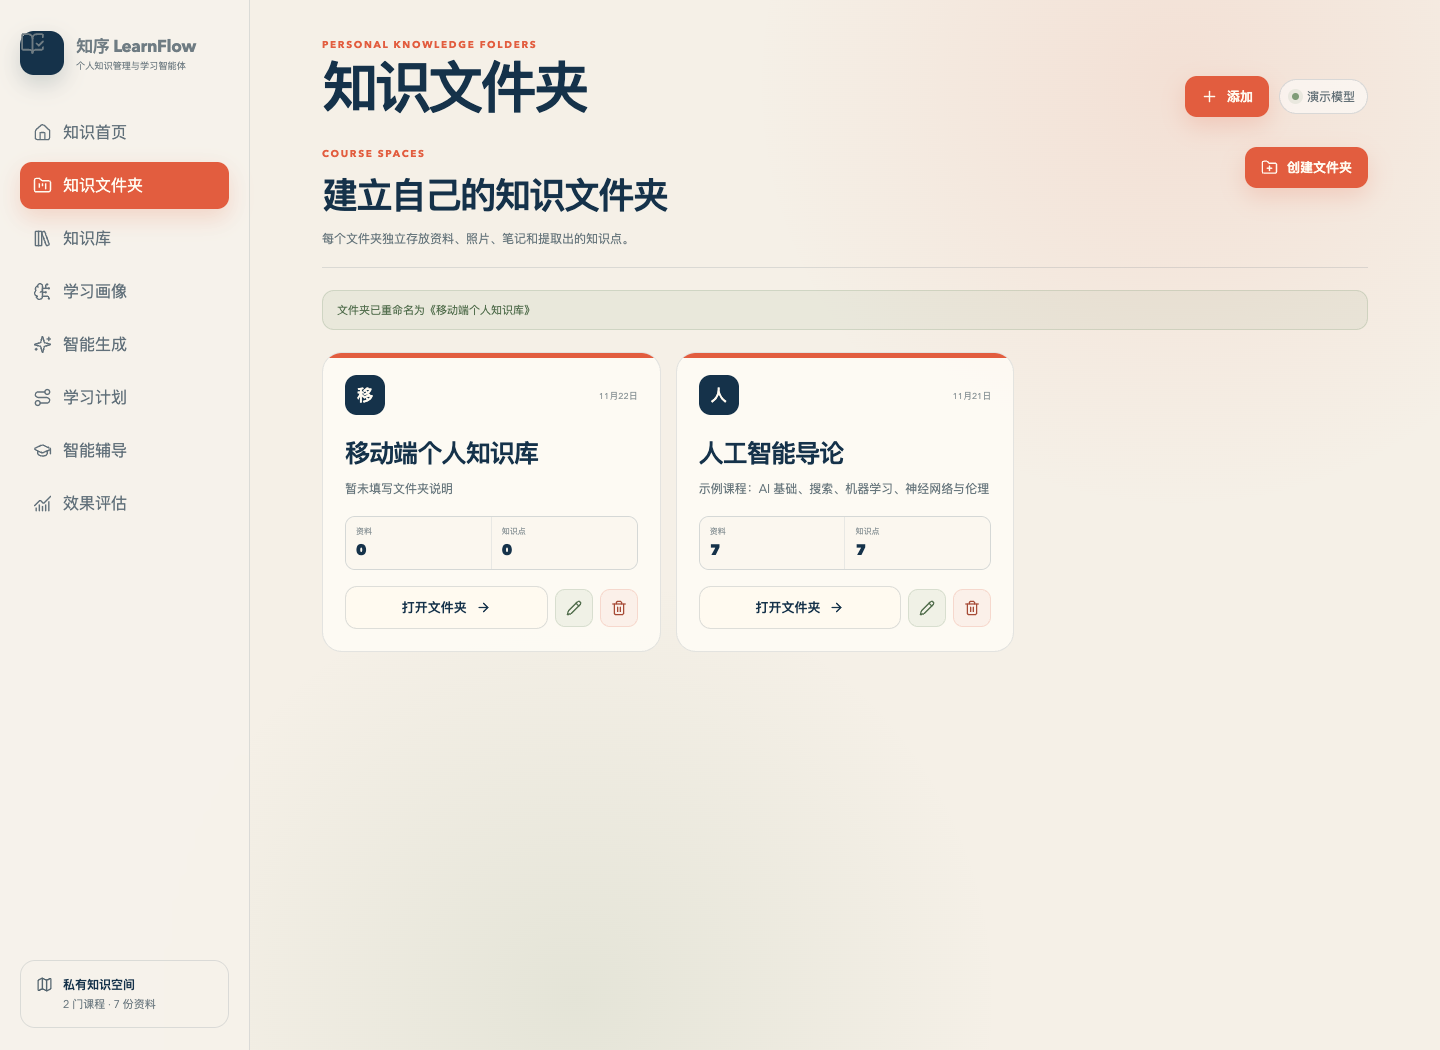 知序 LearnFlow
个人知识管理与学习智能体
知识首页
知识文件夹
知识库
学习画像
智能生成
学习计划
智能辅导
效果评估
私有知识空间
2 门课程 · 7 份资料
PERSONAL KNOWLEDGE FOLDERS
知识文件夹
添加
演示模型
COURSE SPACES
建立自己的知识文件夹
每个文件夹独立存放资料、照片、笔记和提取出的知识点。
创建文件夹
文件夹已重命名为《移动端个人知识库》
移
11月22日
移动端个人知识库
暂未填写文件夹说明
资料
0
知识点
0
打开文件夹
人
11月21日
人工智能导论
示例课程：AI 基础、搜索、机器学习、神经网络与伦理
资料
7
知识点
7
打开文件夹